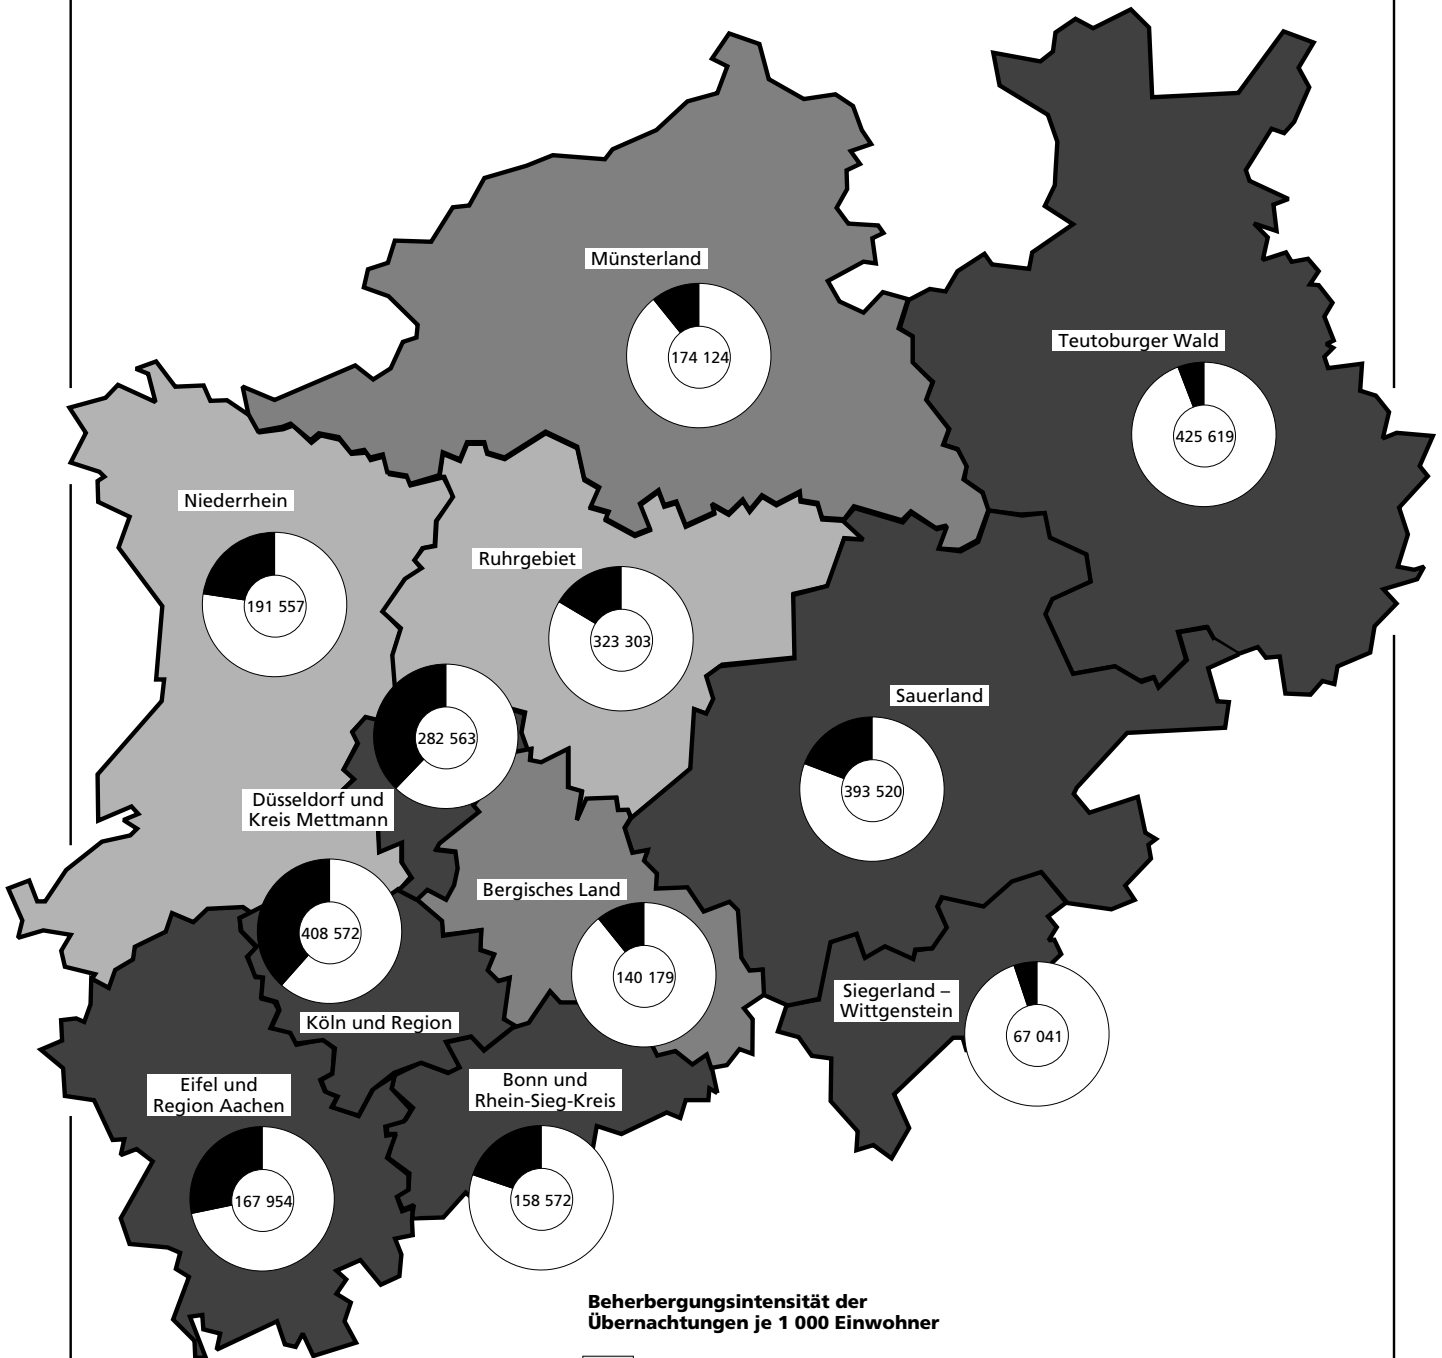 Münsterland
174 124
Teutoburger Wald
425 619
Niederrhein
191 557
Ruhrgebiet
323 303
Sauerland
393 520
282 563
Düsseldorf und
Kreis Mettmann
Bergisches Land
140 179
408 572
Köln und Region
Siegerland –
Wittgenstein
67 041
Eifel und
Region Aachen
167 954
Bonn und
Rhein-Sieg-Kreis
158 572
Beherbergungsintensität der
Übernachtungen je 1 000 Einwohner